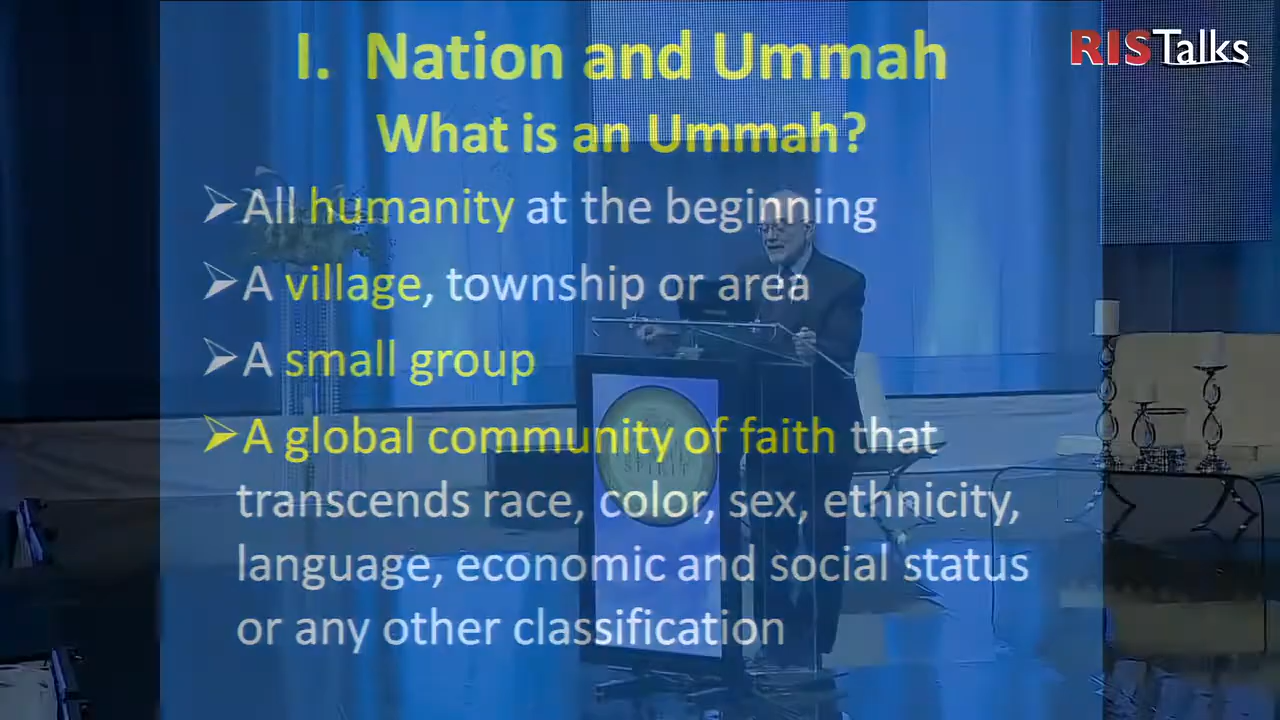 RISTalks
I. Nation and Ummah
What is an Ummah?
➢All humanity at the beginning
➢A village, township or area
➢A small group
➢A global community of faith that
transcends race, color, sex, ethnicity,
language, economic and social status
or any other classification
SPIRIT